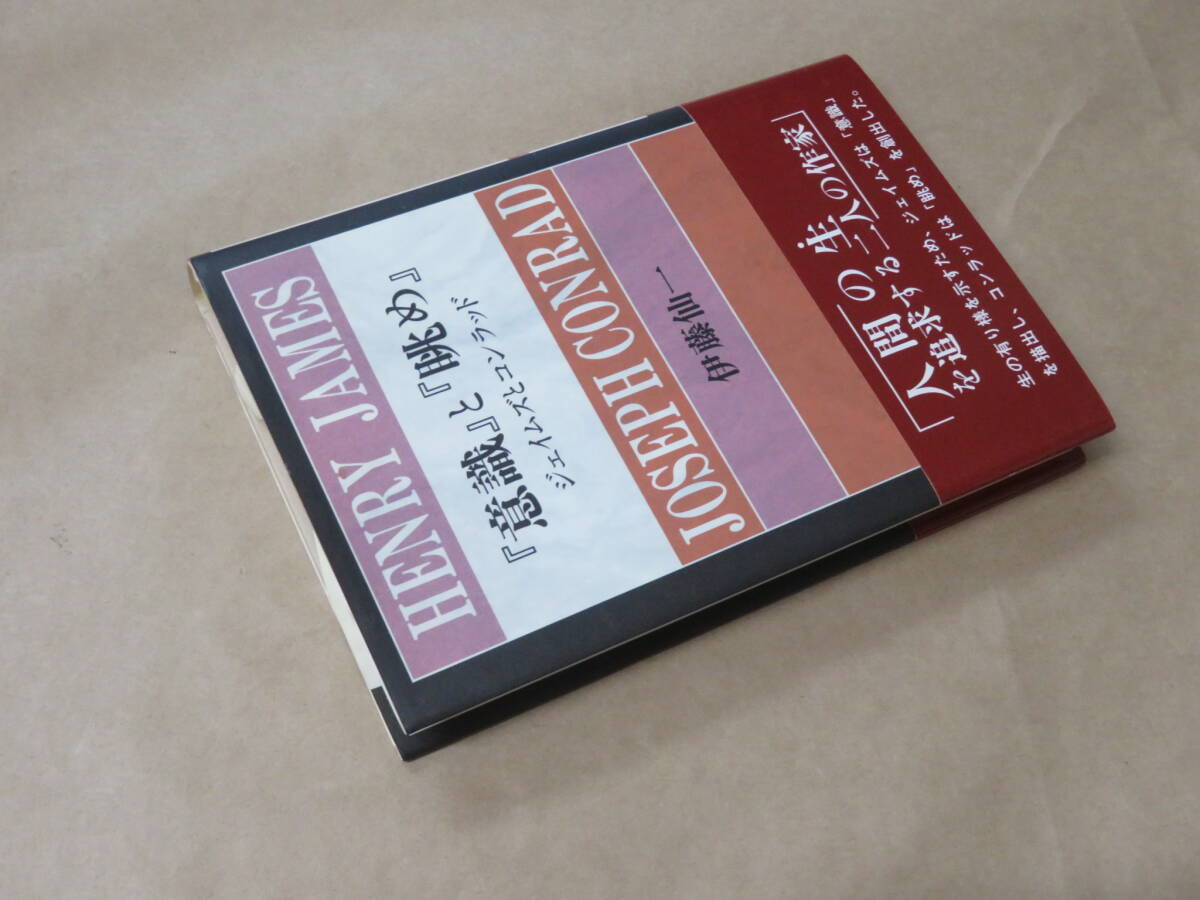 HENRY JAMES
『意識』と『眺め』
ジェイムズとコンラッド
JOSEPH CONRAD
伊藤仙一
「人間の生
を追求する二人の作家」
生の有り様を示すため、ジェイムズは「意識」
を描出し、コンラッドは「眺め」を創出した。